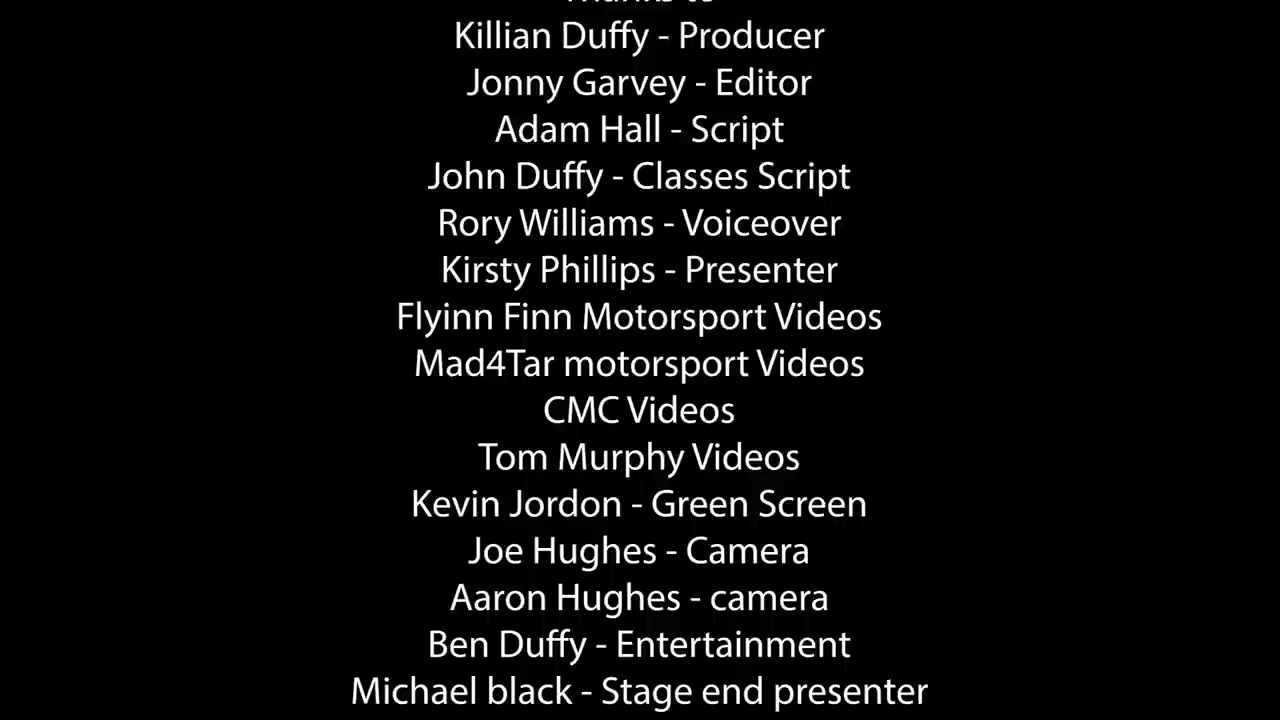 Thanks to
Killian Duffy - Producer
Jonny Garvey - Editor
Adam Hall - Script
John Duffy - Classes Script
Rory Williams - Voiceover
Kirsty Phillips - Presenter
Flyinn Finn Motorsport Videos
Mad4Tar motorsport Videos
CMC Videos
Tom Murphy Videos
Kevin Jordon - Green Screen
Joe Hughes - Camera
Aaron Hughes - camera
Ben Duffy - Entertainment
Michael black - Stage end presenter